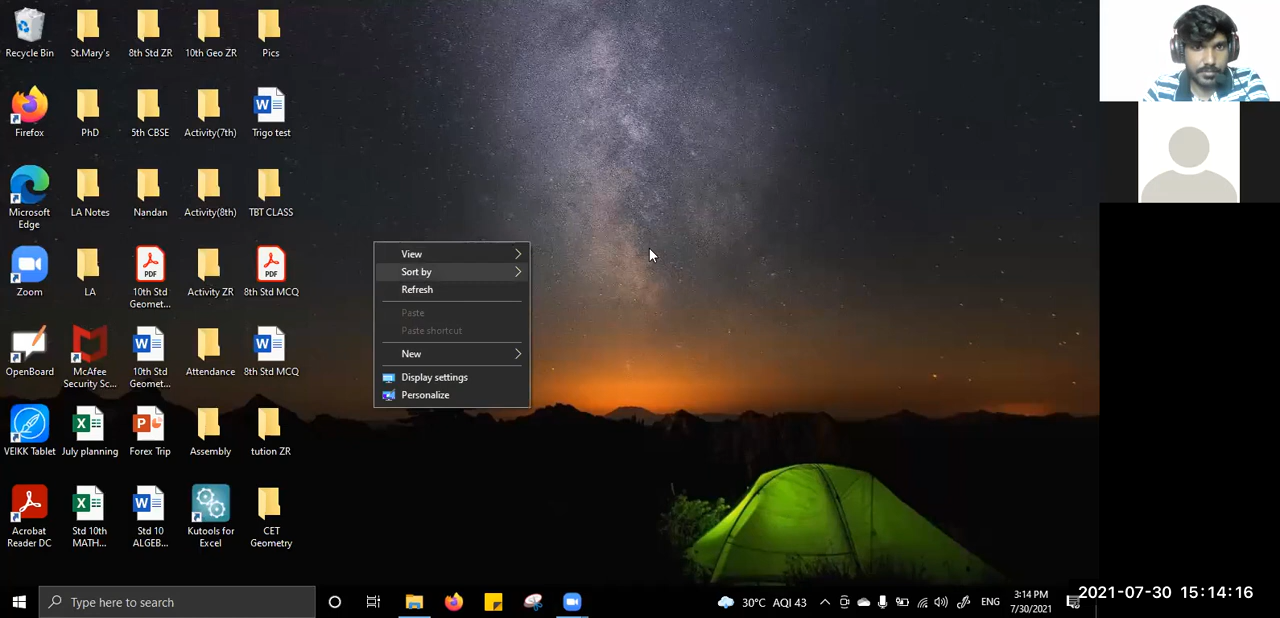 Recycle Bin
St.Mary's
8th Std ZR
10th Geo ZR
Pics
Firefox
PhD
5th CBSE
Activity(7th)
Trigo test
Microsoft
Edge
LA Notes
Nandan
Activity(8th)
TBT CLASS
Zoom
LA
PDF
10th Std
Geomet...
Activity ZR
PDF
8th Std MCQ
OpenBoard
McAfee
Security Sc...
10th Std
Geomet...
Attendance
8th Std MCQ
VEIKK Tablet
July planning
Forex Trip
Assembly
tution ZR
Acrobat
Reader DC
Std 10th
MATH...
Std 10
ALGEB...
Kutools for
Excel
CET
Geometry
View
Sort by
Refresh
Paste
Paste shortcut
New
Display settings
Personalize
Type here to search
30°C AQI 43
ENG
3:14 PM
7/30/2021
2021-07-30 15:14:16